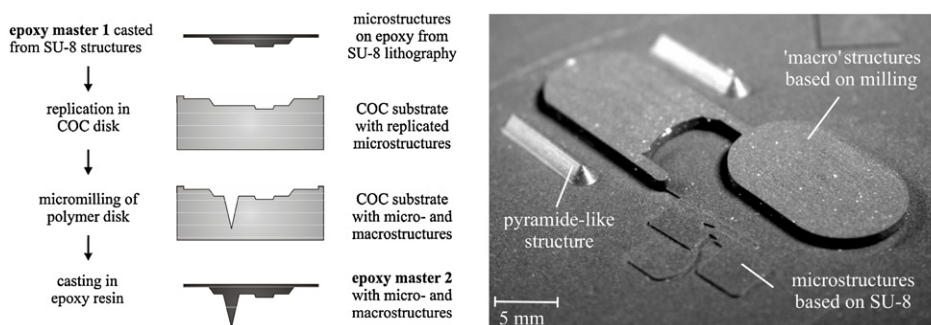 epoxy master 1 casted
from SU-8 structures
microstructures
on epoxy from
SU-8 lithography
replication in
COC disk
COC substrate
with replicated
microstructures
micromilling of
polymer disk
COC substrate
with micro- and
macrostructures
casting in
epoxy resin
epoxy master 2
with micro- and
macrostructures
'macro' structures
based on milling
pyramide-like
structure
microstructures
based on SU-8
5 mm